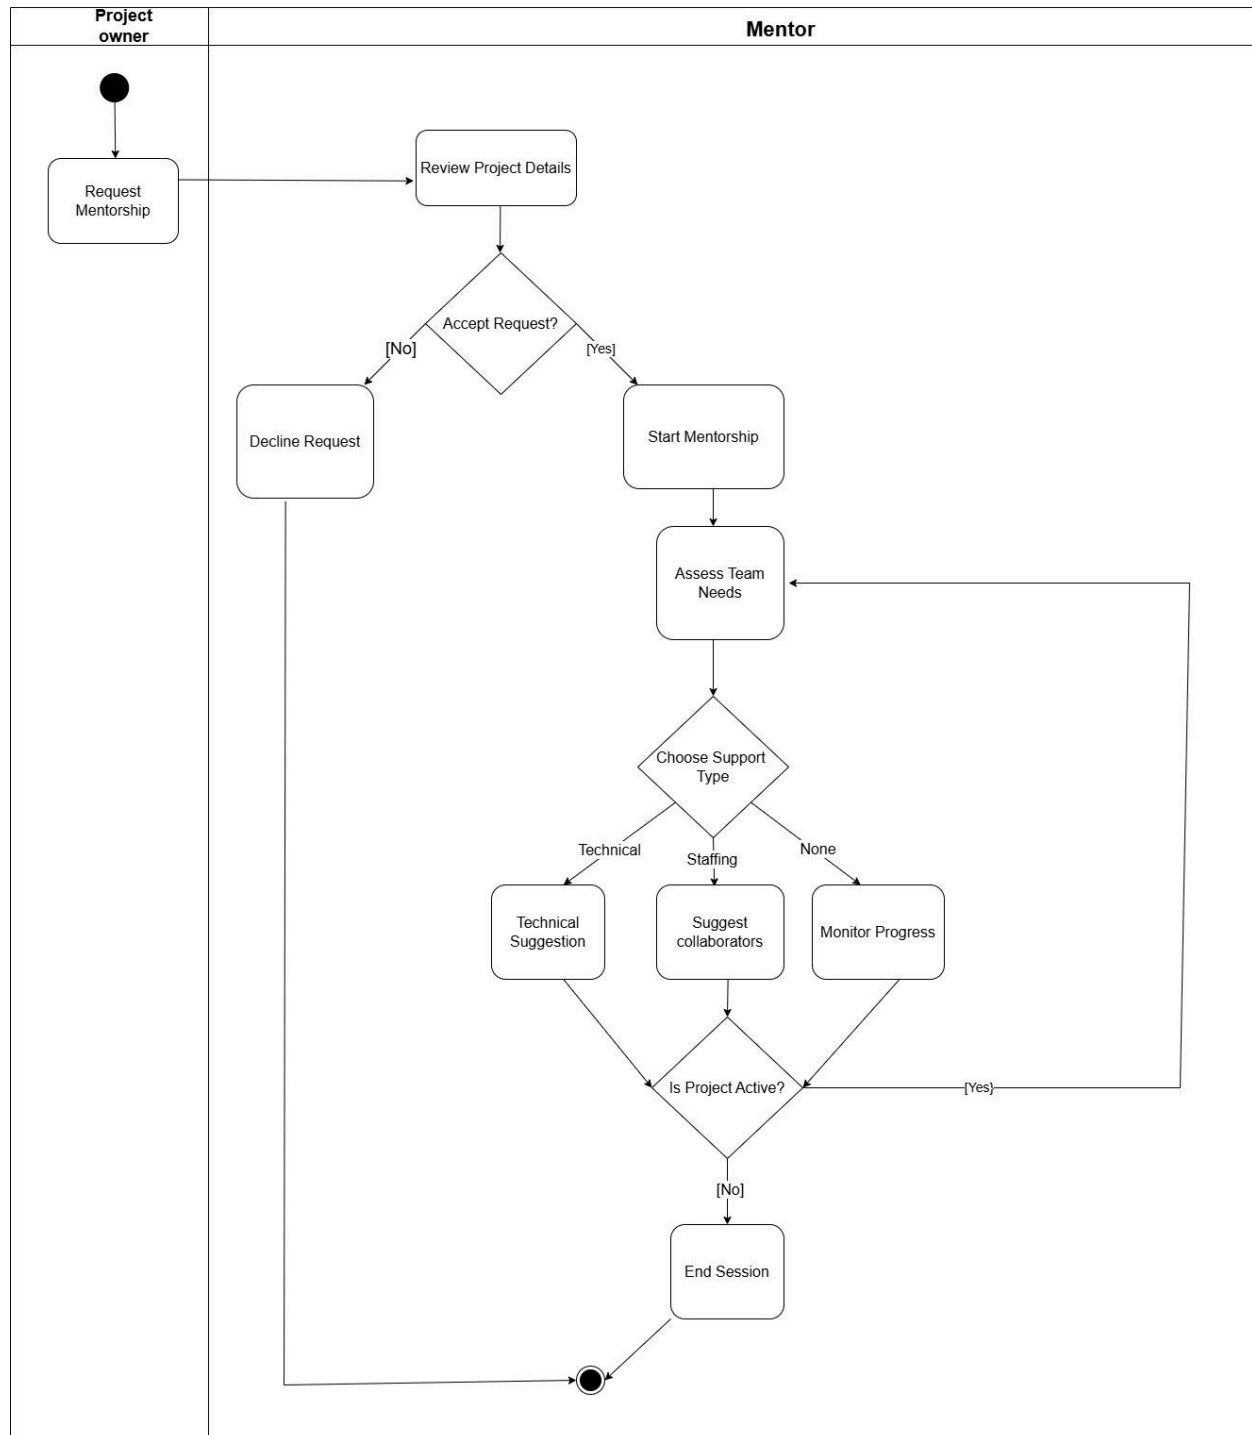 Project
owner
Mentor
Request
Mentorship
Review Project Details
Accept Request?
[No]
[Yes]
Decline Request
Start Mentorship
Assess Team
Needs
Choose Support
Type
Technical
Staffing
None
Technical
Suggestion
Suggest
collaborators
Monitor Progress
Is Project Active?
[Yes}
[No]
End Session